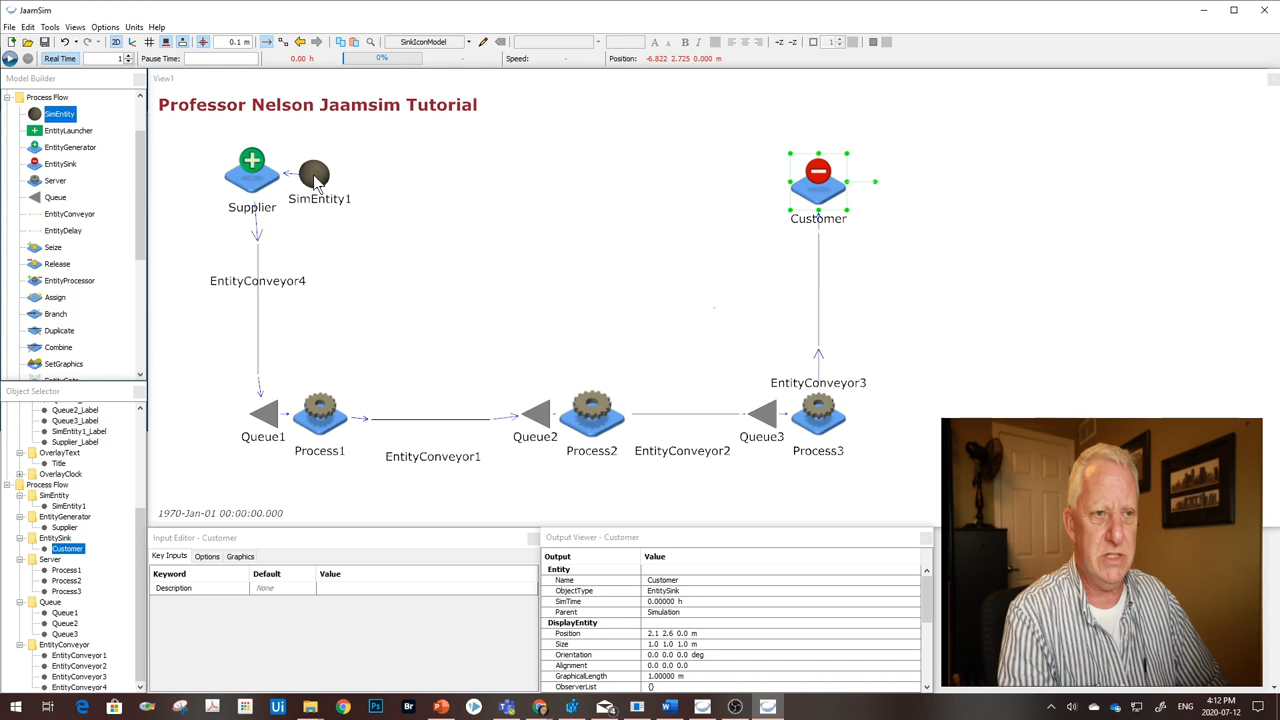 JaamSim
File Edit Tools Views Options Units Help
2D 0.1 m SinkIconModel A A B I 1
Real Time 1 Pause Time: 0.00 h 0% - Speed: - Position: -6.822 2.725 0.000 m
Model Builder
Process Flow
SimEntity
EntityLauncher
EntityGenerator
EntitySink
Server
Queue
EntityConveyor
EntityDelay
Seize
Release
EntityProcessor
Assign
Branch
Duplicate
Combine
SetGraphics
Object Selector
Queue2_Label
Queue3_Label
SimEntity1_Label
Supplier_Label
OverlayText
Title
OverlayClock
Process Flow
SimEntity
SimEntity1
EntityGenerator
Supplier
EntitySink
Customer
Server
Process1
Process2
Process3
Queue
Queue1
Queue2
Queue3
EntityConveyor
EntityConveyor1
EntityConveyor2
EntityConveyor3
EntityConveyor4
View1
Professor Nelson Jaamsim Tutorial
SimEntity1
Supplier
Customer
EntityConveyor4
EntityConveyor3
Queue1
Queue2
Queue3
Process1
Process2
EntityConveyor2
Process3
EntityConveyor1
1970-Jan-01 00:00:00.000
Input Editor - Customer
Key Inputs Options Graphics
Keyword Default Value
Description None
Output Viewer - Customer
Output Value
Entity
Name Customer
ObjectType EntitySink
SimTime 0.00000 h
Parent Simulation
DisplayEntity
Position 2.1 2.6 0.0 m
Size 1.0 1.0 1.0 m
Orientation 0.0 0.0 0.0 deg
Alignment 0.0 0.0 0.0
GraphicalLength 1.00000 m
ObserverList {}
4:12 PM
2020-07-12